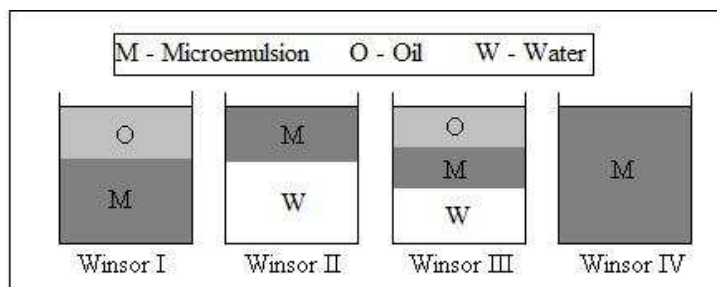 M - Microemulsion O - Oil W - Water
O
M
M
W
O
M
W
M
Winsor I Winsor II Winsor III Winsor IV